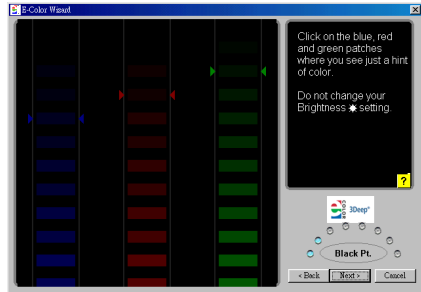 E-Color Wizard
Click on the blue, red
and green patches
where you see just a hint
of color.
Do not change your
Brightness ☀ setting.
?
3Deep®
Black Pt.
< Back
Next >
Cancel